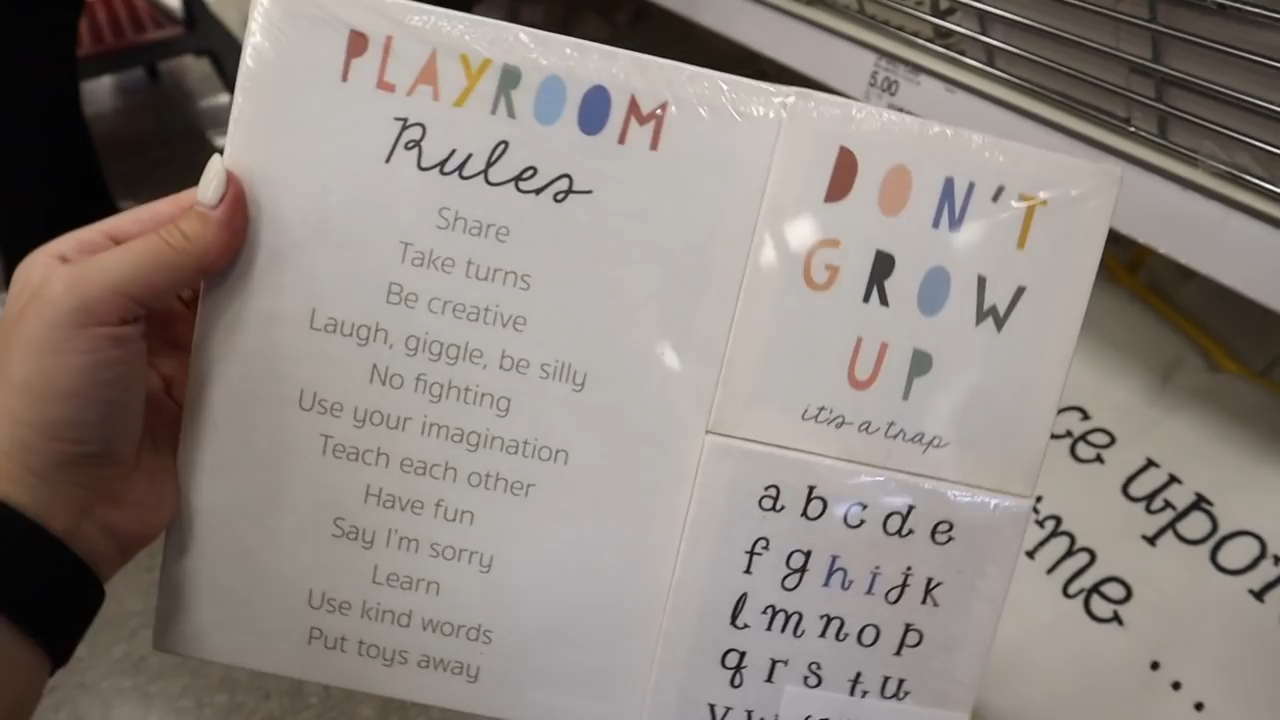 PLAYROOM
Rules
Share
Take turns
Be creative
Laugh, giggle, be silly
No fighting
Use your imagination
Teach each other
Have fun
Say I'm sorry
Learn
Use kind words
Put toys away
DON'T
GROW
UP
it's a trap
a b c d e
f g h i j k
l m n o p
q r s t u
v w
5.00
ce upon
me
...